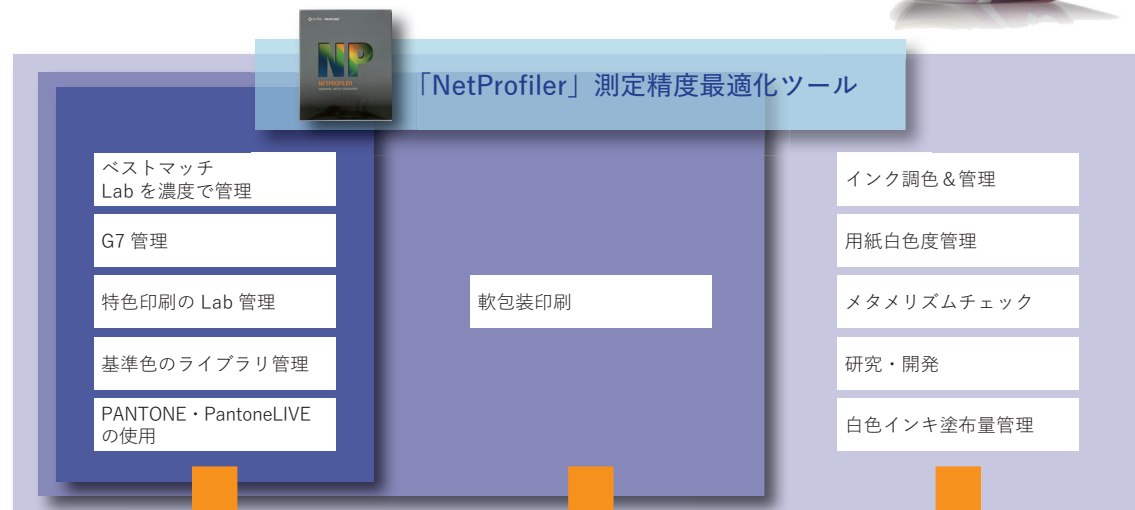 NP
NETPROFILER
「NetProfiler」測定精度最適化ツール
ベストマッチ
Lab を濃度で管理
G7 管理
特色印刷の Lab 管理
基準色のライブラリ管理
PANTONE・PantoneLIVE
の使用
軟包装印刷
インク調色＆管理
用紙白色度管理
メタメリズムチェック
研究・開発
白色インキ塗布量管理